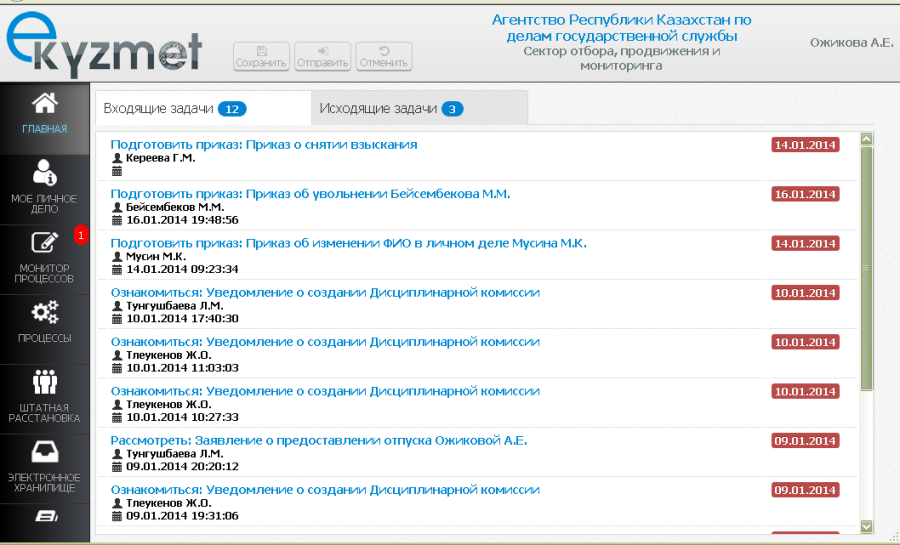 ekyzmet
Сохранить
Отправить
Отменить
Агентство Республики Казахстан по
делам государственной службы
Сектор отбора, продвижения и
мониторинга
Ожикова А.Е.
ГЛАВНАЯ
МОЕ ЛИЧНОЕ
ДЕЛО
1
МОНИТОР
ПРОЦЕССОВ
ПРОЦЕССЫ
ШТАТНАЯ
РАССТАНОВКА
ЭЛЕКТРОННОЕ
ХРАНИЛИЩЕ
Входящие задачи 12
Исходящие задачи 3
Подготовить приказ: Приказ о снятии взыскания
14.01.2014
Кереева Г.М.
Подготовить приказ: Приказ об увольнении Бейсембекова М.М.
16.01.2014
Бейсембеков М.М.
16.01.2014 19:48:56
Подготовить приказ: Приказ об изменении ФИО в личном деле Мусина М.К.
14.01.2014
Мусин М.К.
14.01.2014 09:23:34
Ознакомиться: Уведомление о создании Дисциплинарной комиссии
10.01.2014
Тунгушбаева Л.М.
10.01.2014 17:40:30
Ознакомиться: Уведомление о создании Дисциплинарной комиссии
10.01.2014
Тлеукенов Ж.О.
10.01.2014 11:03:03
Ознакомиться: Уведомление о создании Дисциплинарной комиссии
10.01.2014
Тлеукенов Ж.О.
10.01.2014 10:27:33
Рассмотреть: Заявление о предоставлении отпуска Ожиковой А.Е.
09.01.2014
Тунгушбаева Л.М.
09.01.2014 20:20:12
Ознакомиться: Уведомление о создании Дисциплинарной комиссии
09.01.2014
Тлеукенов Ж.О.
09.01.2014 19:31:06